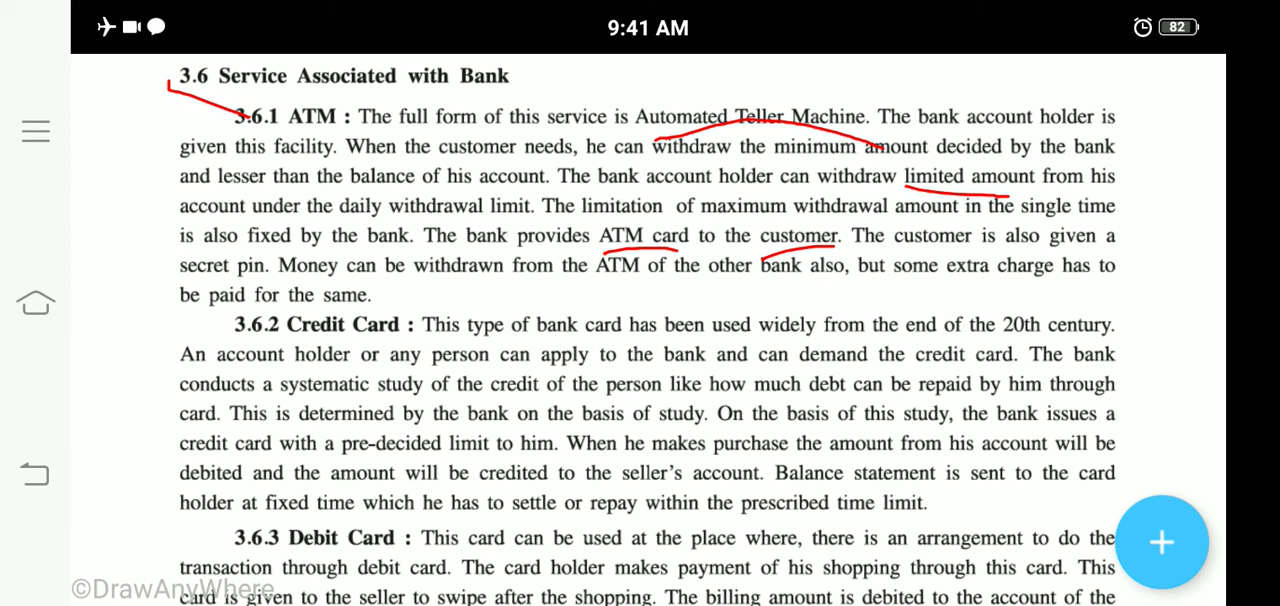 9:41 AM
82
3.6 Service Associated with Bank
3.6.1 ATM : The full form of this service is Automated Teller Machine. The bank account holder is
given this facility. When the customer needs, he can withdraw the minimum amount decided by the bank
and lesser than the balance of his account. The bank account holder can withdraw limited amount from his
account under the daily withdrawal limit. The limitation of maximum withdrawal amount in the single time
is also fixed by the bank. The bank provides ATM card to the customer. The customer is also given a
secret pin. Money can be withdrawn from the ATM of the other bank also, but some extra charge has to
be paid for the same.
3.6.2 Credit Card : This type of bank card has been used widely from the end of the 20th century.
An account holder or any person can apply to the bank and can demand the credit card. The bank
conducts a systematic study of the credit of the person like how much debt can be repaid by him through
card. This is determined by the bank on the basis of study. On the basis of this study, the bank issues a
credit card with a pre-decided limit to him. When he makes purchase the amount from his account will be
debited and the amount will be credited to the seller's account. Balance statement is sent to the card
holder at fixed time which he has to settle or repay within the prescribed time limit.
3.6.3 Debit Card : This card can be used at the place where, there is an arrangement to do the
transaction through debit card. The card holder makes payment of his shopping through this card. This
©DrawAnyWhere
card is given to the seller to swipe after the shopping. The billing amount is debited to the account of the